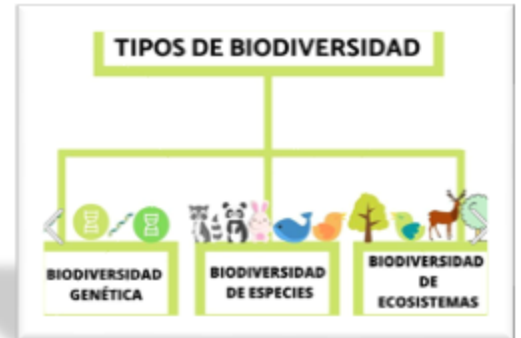 TIPOS DE BIODIVERSIDAD
BIODIVERSIDAD
GENÉTICA
BIODIVERSIDAD
DE ESPECIES
BIODIVERSIDAD
DE
ECOSISTEMAS